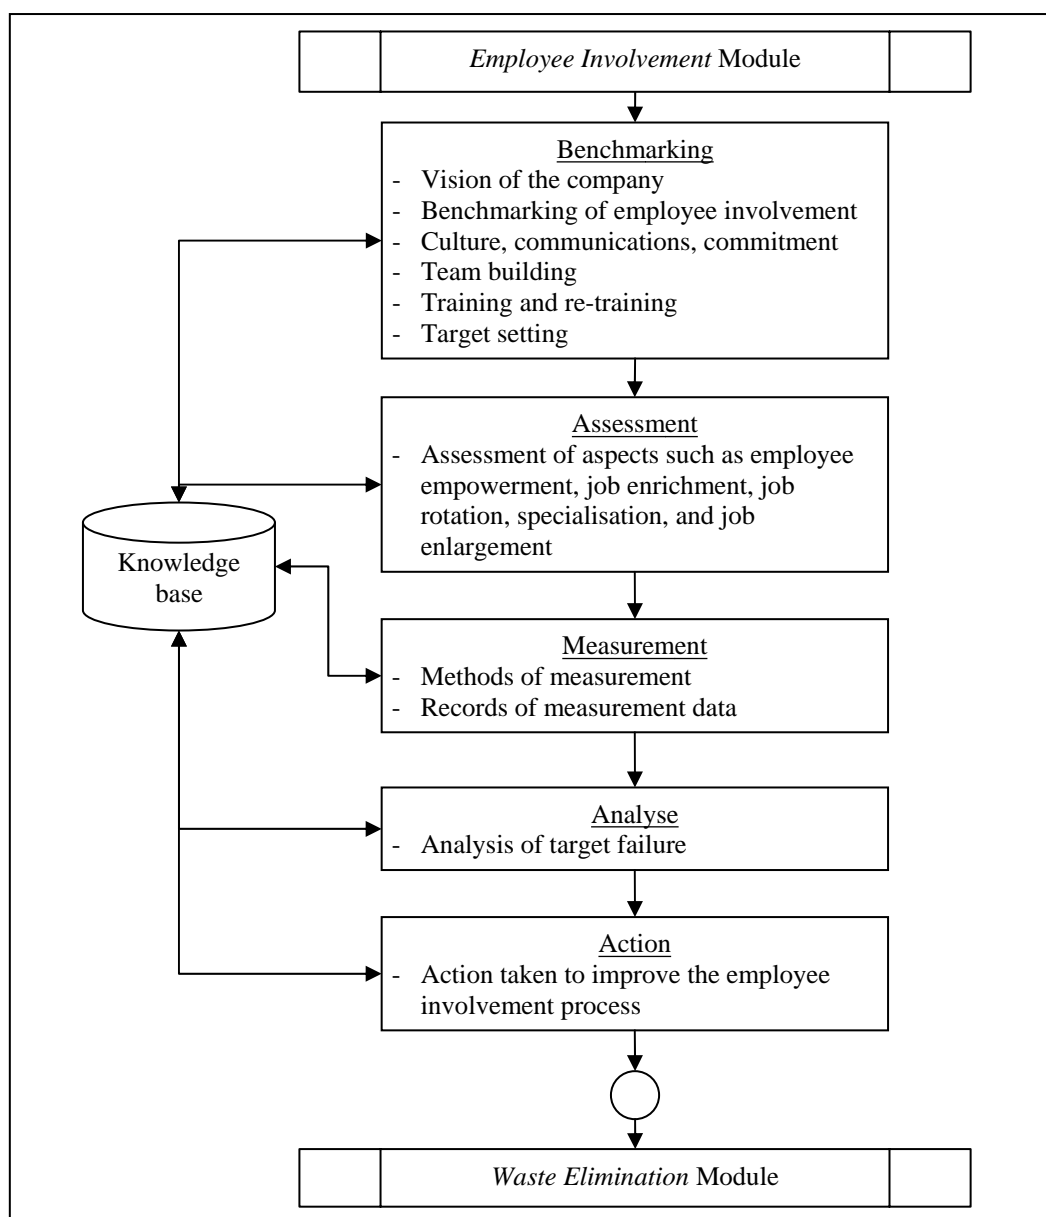 Employee Involvement Module
Benchmarking
- Vision of the company
- Benchmarking of employee involvement
- Culture, communications, commitment
- Team building
- Training and re-training
- Target setting
Assessment
- Assessment of aspects such as employee
empowerment, job enrichment, job
rotation, specialisation, and job
enlargement
Knowledge
base
Measurement
- Methods of measurement
- Records of measurement data
Analyse
- Analysis of target failure
Action
- Action taken to improve the employee
involvement process
Waste Elimination Module